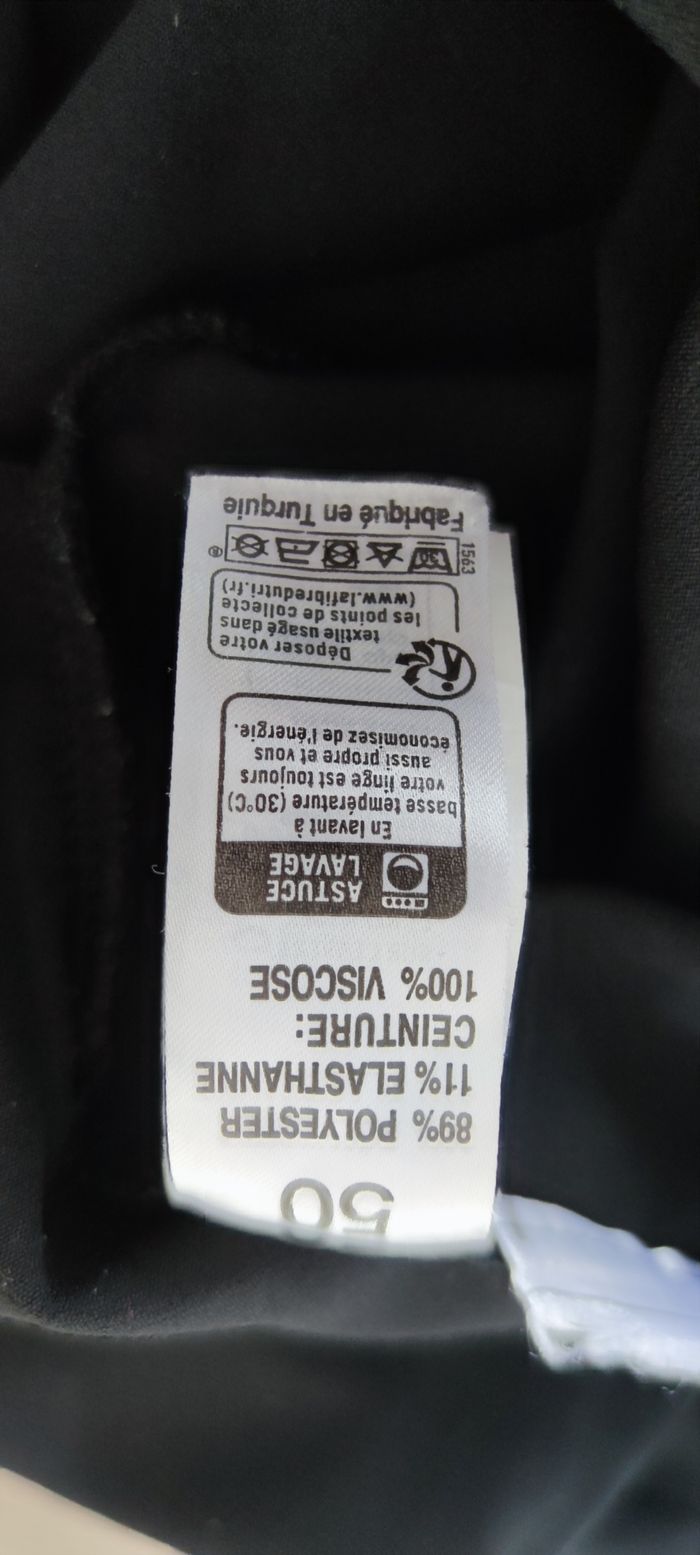 50
89% POLYESTER
11% ELASTHANNE
CEINTURE:
100% VISCOSE
ASTUCE
LAVAGE
En lavant à
basse température (30°C)
votre linge est toujours
aussi propre et vous
économisez de l'énergie.
Déposer votre
textile usagé dans
les points de collecte
(www.lafibredutri.fr)
1563
30
®
Fabriqué en Turquie